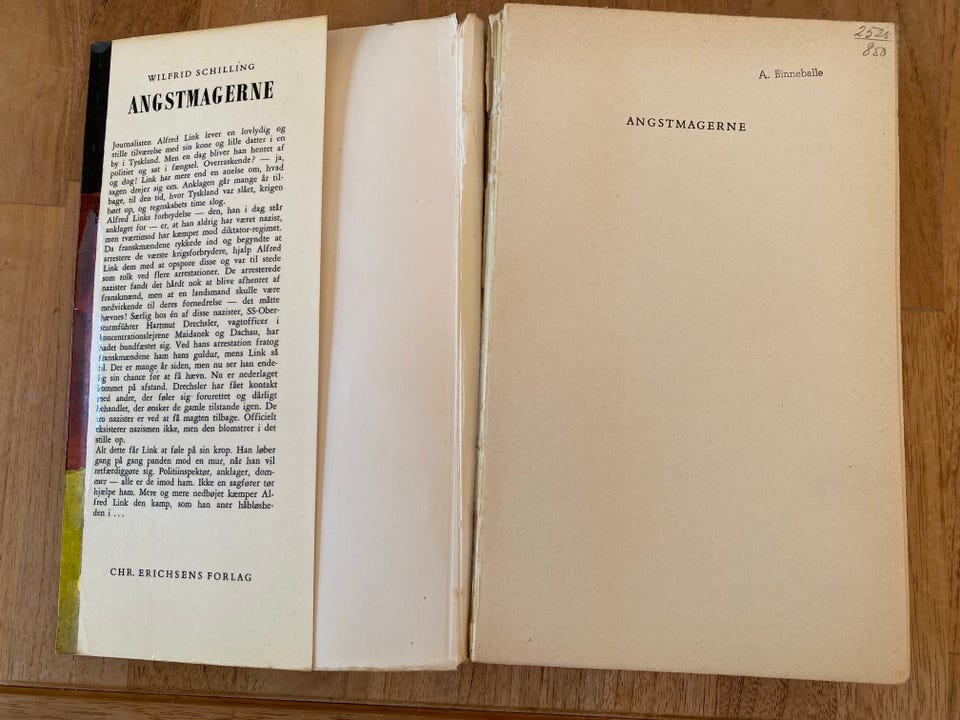 WILFRID SCHILLING
ANGSTMAGERNE
Journalisten Alfred Link lever en lovlydig og
stille tilværelse med sin kone og lille datter i en
by i Tyskland. Men en dag bliver han hentet af
politiet og sat i fængsel. Overraskende? — ja,
og dog! Link har mere end en anelse om, hvad
sagen drejer sig om. Anklagen går mange år til-
bage, til den tid, hvor Tyskland var slået, krigen
hørt op, og regnskabets time slog.
Alfred Links forbrydelse — den, han i dag står
anklaget for — er, at han aldrig har været nazist,
men tværtimod har kæmpet mod diktator-regimet.
Da franskmændene rykkede ind og begyndte at
arrestere de værste krigsforbrydere, hjalp Alfred
Link dem med at opspore disse og var til stede
som tolk ved flere arrestationer. De arresterede
nazister fandt det hårdt nok at blive afhentet af
franskmænd, men at en landsmand skulle være
medvirkende til deres fornedrelse — det måtte
hævnes! Særlig hos én af disse nazister, SS-Ober-
sturmführer Hartmut Drechsler, vagtofficer i
koncentrationslejrene Maidanek og Dachau, har
hadet bundfæstet sig. Ved hans arrestation fratog
franskmændene ham hans guldur, mens Link så
til. Det er mange år siden, men nu ser han ende-
lig sin chance for at få hævn. Nu er nederlaget
kommet på afstand. Drechsler har fået kontakt
med andre, der føler sig forurettet og dårligt
behandlet, der ønsker de gamle tilstande igen. De
to nazister er ved at få magten tilbage. Officielt
eksisterer nazismen ikke, men den blomstrer i det
stille op.
Alt dette får Link at føle på sin krop. Han løber
gang på gang panden mod en mur, når han vil
retfærdiggøre sig. Politiinspektør, anklager, dom-
mer — alle er de imod ham. Ikke en sagfører tør
hjælpe ham. Mere og mere nedbøjet kæmper Al-
fred Link den kamp, som han aner håbløshe-
den i ...
CHR. ERICHSENS FORLAG
2525
850
A. Binneballe
ANGSTMAGERNE